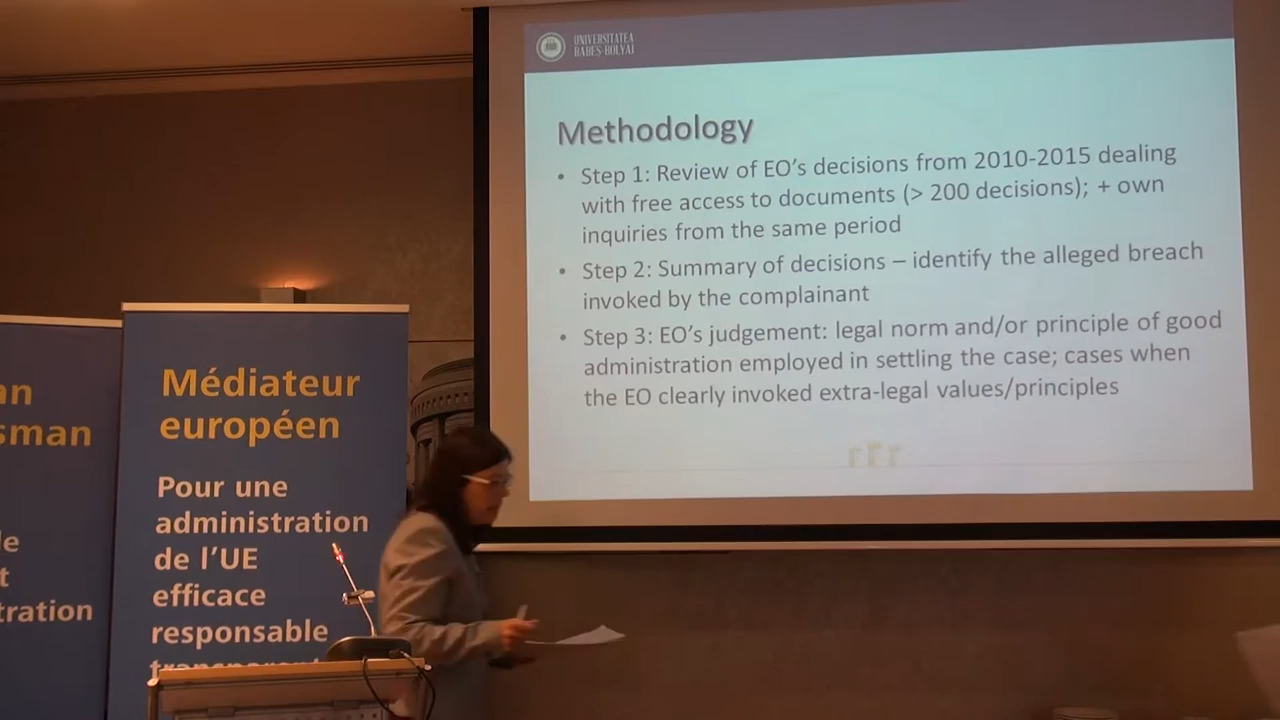 UNIVERSITATEA
BABEȘ-BOLYAI
Methodology
• Step 1: Review of EO's decisions from 2010-2015 dealing
with free access to documents (> 200 decisions); + own
inquiries from the same period
• Step 2: Summary of decisions – identify the alleged breach
invoked by the complainant
• Step 3: EO's judgement: legal norm and/or principle of good
administration employed in settling the case; cases when
the EO clearly invoked extra-legal values/principles
an
sman
e
t
tration
Médiateur
européen
Pour une
administration
de l'UE
efficace
responsable